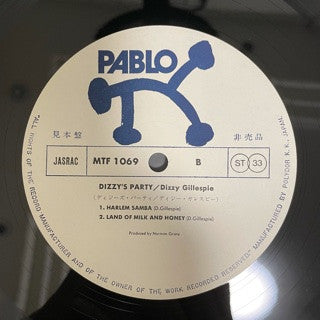 PABLO
見本盤
非売品
JASRAC
MTF 1069
B
ST 33
DIZZY'S PARTY/Dizzy Gillespie
(ディジーズ・パーティ/ディジー・ガレスピー)
1. HARLEM SAMBA (D.Gillespie)
2. LAND OF MILK AND HONEY (D.Gillespie)
Produced by Norman Granz
"ALL RIGHTS OF THE RECORD MANUFACTURER AND OF THE OWNER OF THE WORK RECORDED RESERVED"
MANUFACTURED BY POLYDOR K.K. JAPAN.